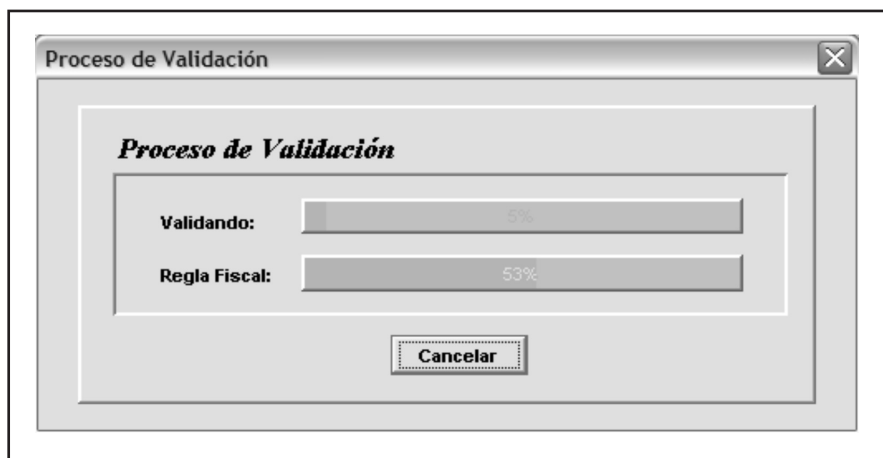 Proceso de Validación
Proceso de Validación
Validando: 5%
Regla Fiscal: 53%
Cancelar